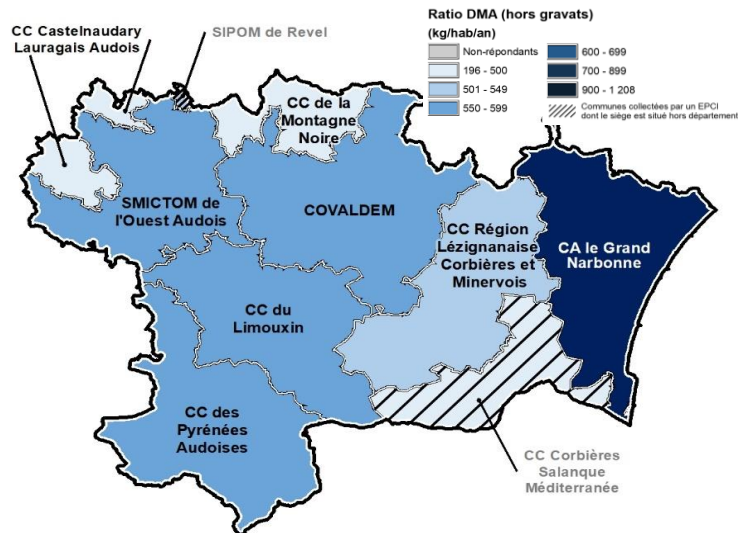 Ratio DMA (hors gravats)
(kg/hab/an)
Non-répondants
196 - 500
501 - 549
550 - 599
600 - 699
700 - 899
900 - 1 208
Communes collectées par un EPCI
dont le siège est situé hors département
CC Castelnaudary
Lauragais Audois
SIPOM de Revel
CC de la
Montagne
Noire
SMICTOM de
l'Ouest Audois
COVALDEM
CC Région
Lézignanaise
Corbières et
Minervois
CA le Grand
Narbonne
CC du
Limouxin
CC des
Pyrénées
Audoises
CC Corbières
Salanque
Méditerranée